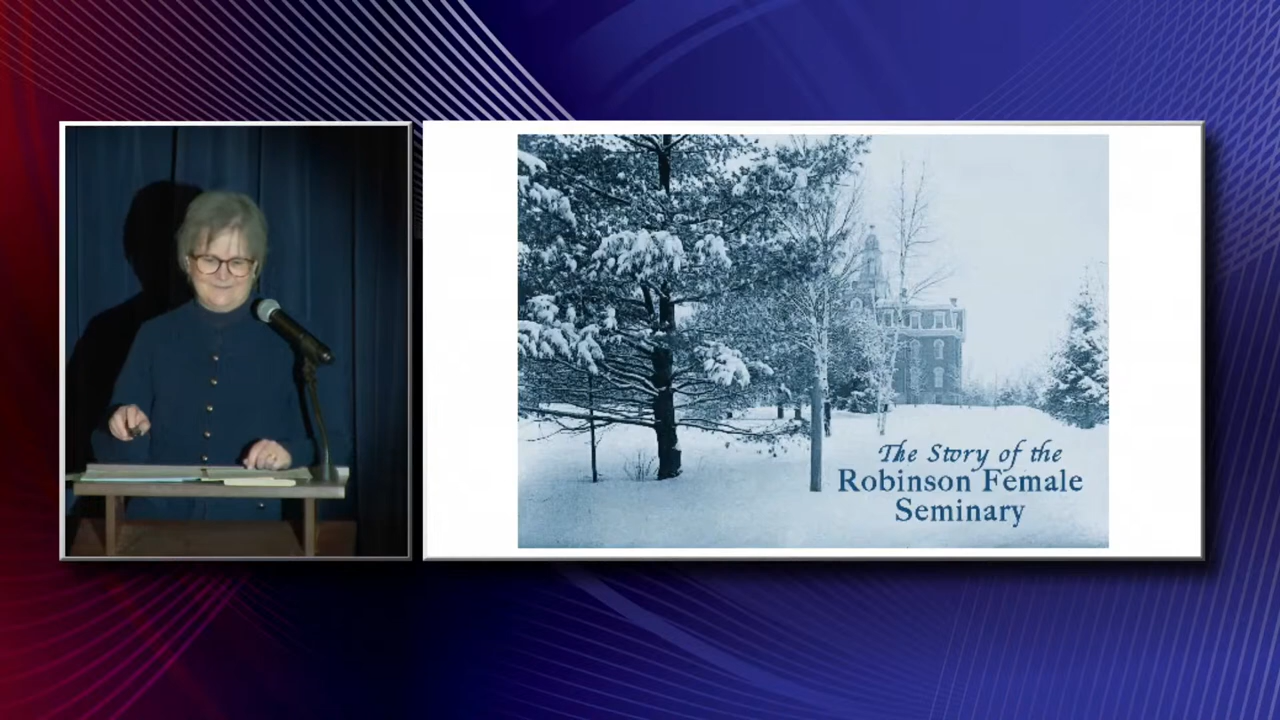 The Story of the
Robinson Female
Seminary